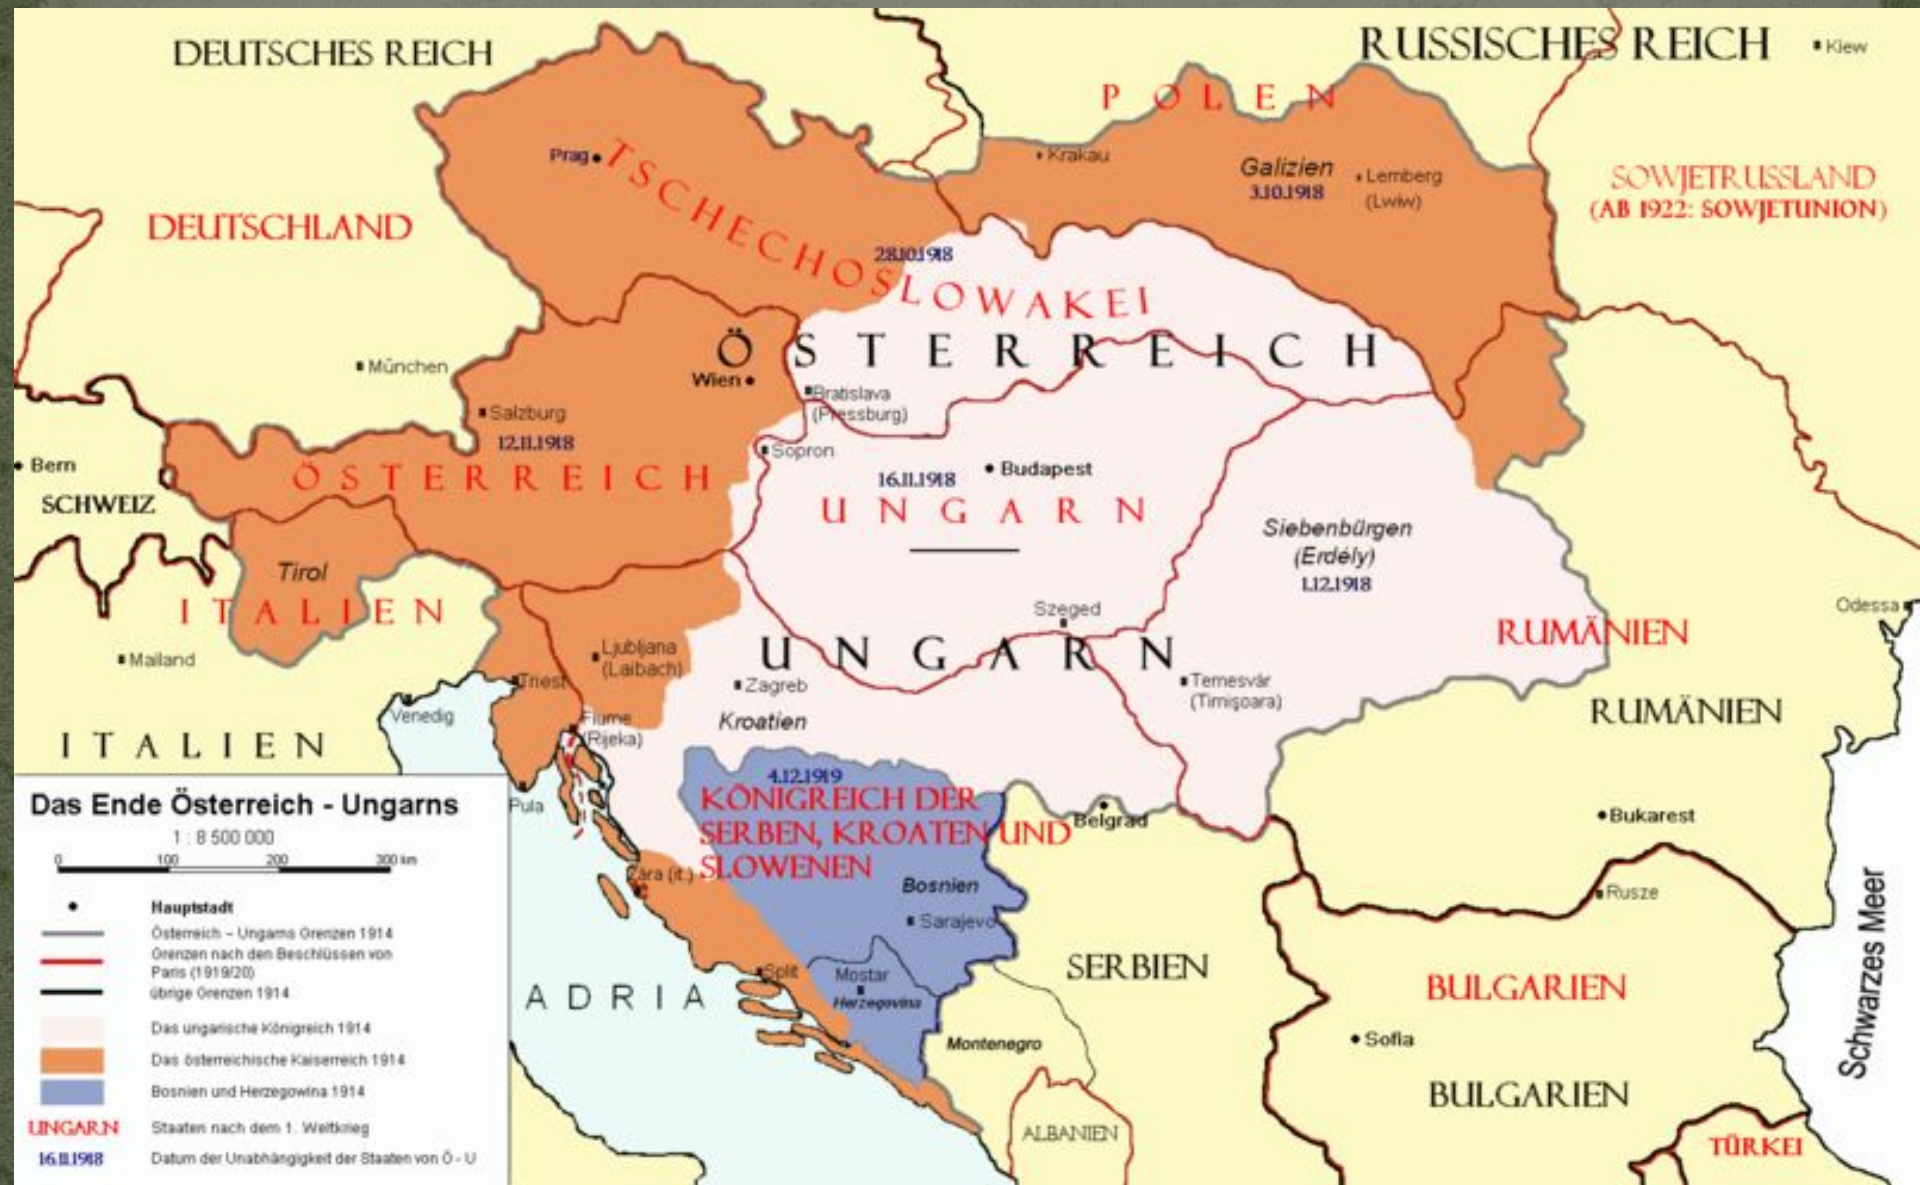 DEUTSCHES REICH
RUSSISCHES REICH
Kiew
POLEN
Prag
Krakau
Galizien
3.10.1918
Lemberg
(Lwiw)
SOWJETRUSSLAND
(AB 1922: SOWJETUNION)
DEUTSCHLAND
TSCHECHOSLOWAKEI
28.10.1918
ÖSTERREICH
München
Wien
Bratislava
(Pressburg)
Salzburg
12.11.1918
Sopron
Bern
ÖSTERREICH
16.11.1918
Budapest
SCHWEIZ
UNGARN
Siebenbürgen
(Erdély)
1.12.1918
Tirol
ITALIEN
Szeged
Odessa
RUMÄNIEN
Mailand
Ljubljana
(Laibach)
UNGARN
Triest
Zagreb
Temesvár
(Timişoara)
Venedig
Fiume
(Rijeka)
Kroatien
RUMÄNIEN
ITALIEN
4.12.1919
KÖNIGREICH DER
SERBEN, KROATEN UND
SLOWENEN
Pula
Belgrad
Bukarest
Zara (it.)
Bosnien
Sarajevo
Rusze
Schwarzes Meer
Split
Mostar
Herzegovina
SERBIEN
BULGARIEN
ADRIA
Montenegro
Sofia
BULGARIEN
ALBANIEN
TÜRKEI
Das Ende Österreich - Ungarns
1 : 8 500 000
0 100 200 300 km
Hauptstadt
Österreich – Ungarns Grenzen 1914
Grenzen nach den Beschlüssen von
Paris (1919/20)
übrige Grenzen 1914
Das ungarische Königreich 1914
Das österreichische Kaiserreich 1914
Bosnien und Herzegowina 1914
UNGARN Staaten nach dem 1. Weltkrieg
16.11.1918 Datum der Unabhängigkeit der Staaten von Ö - U